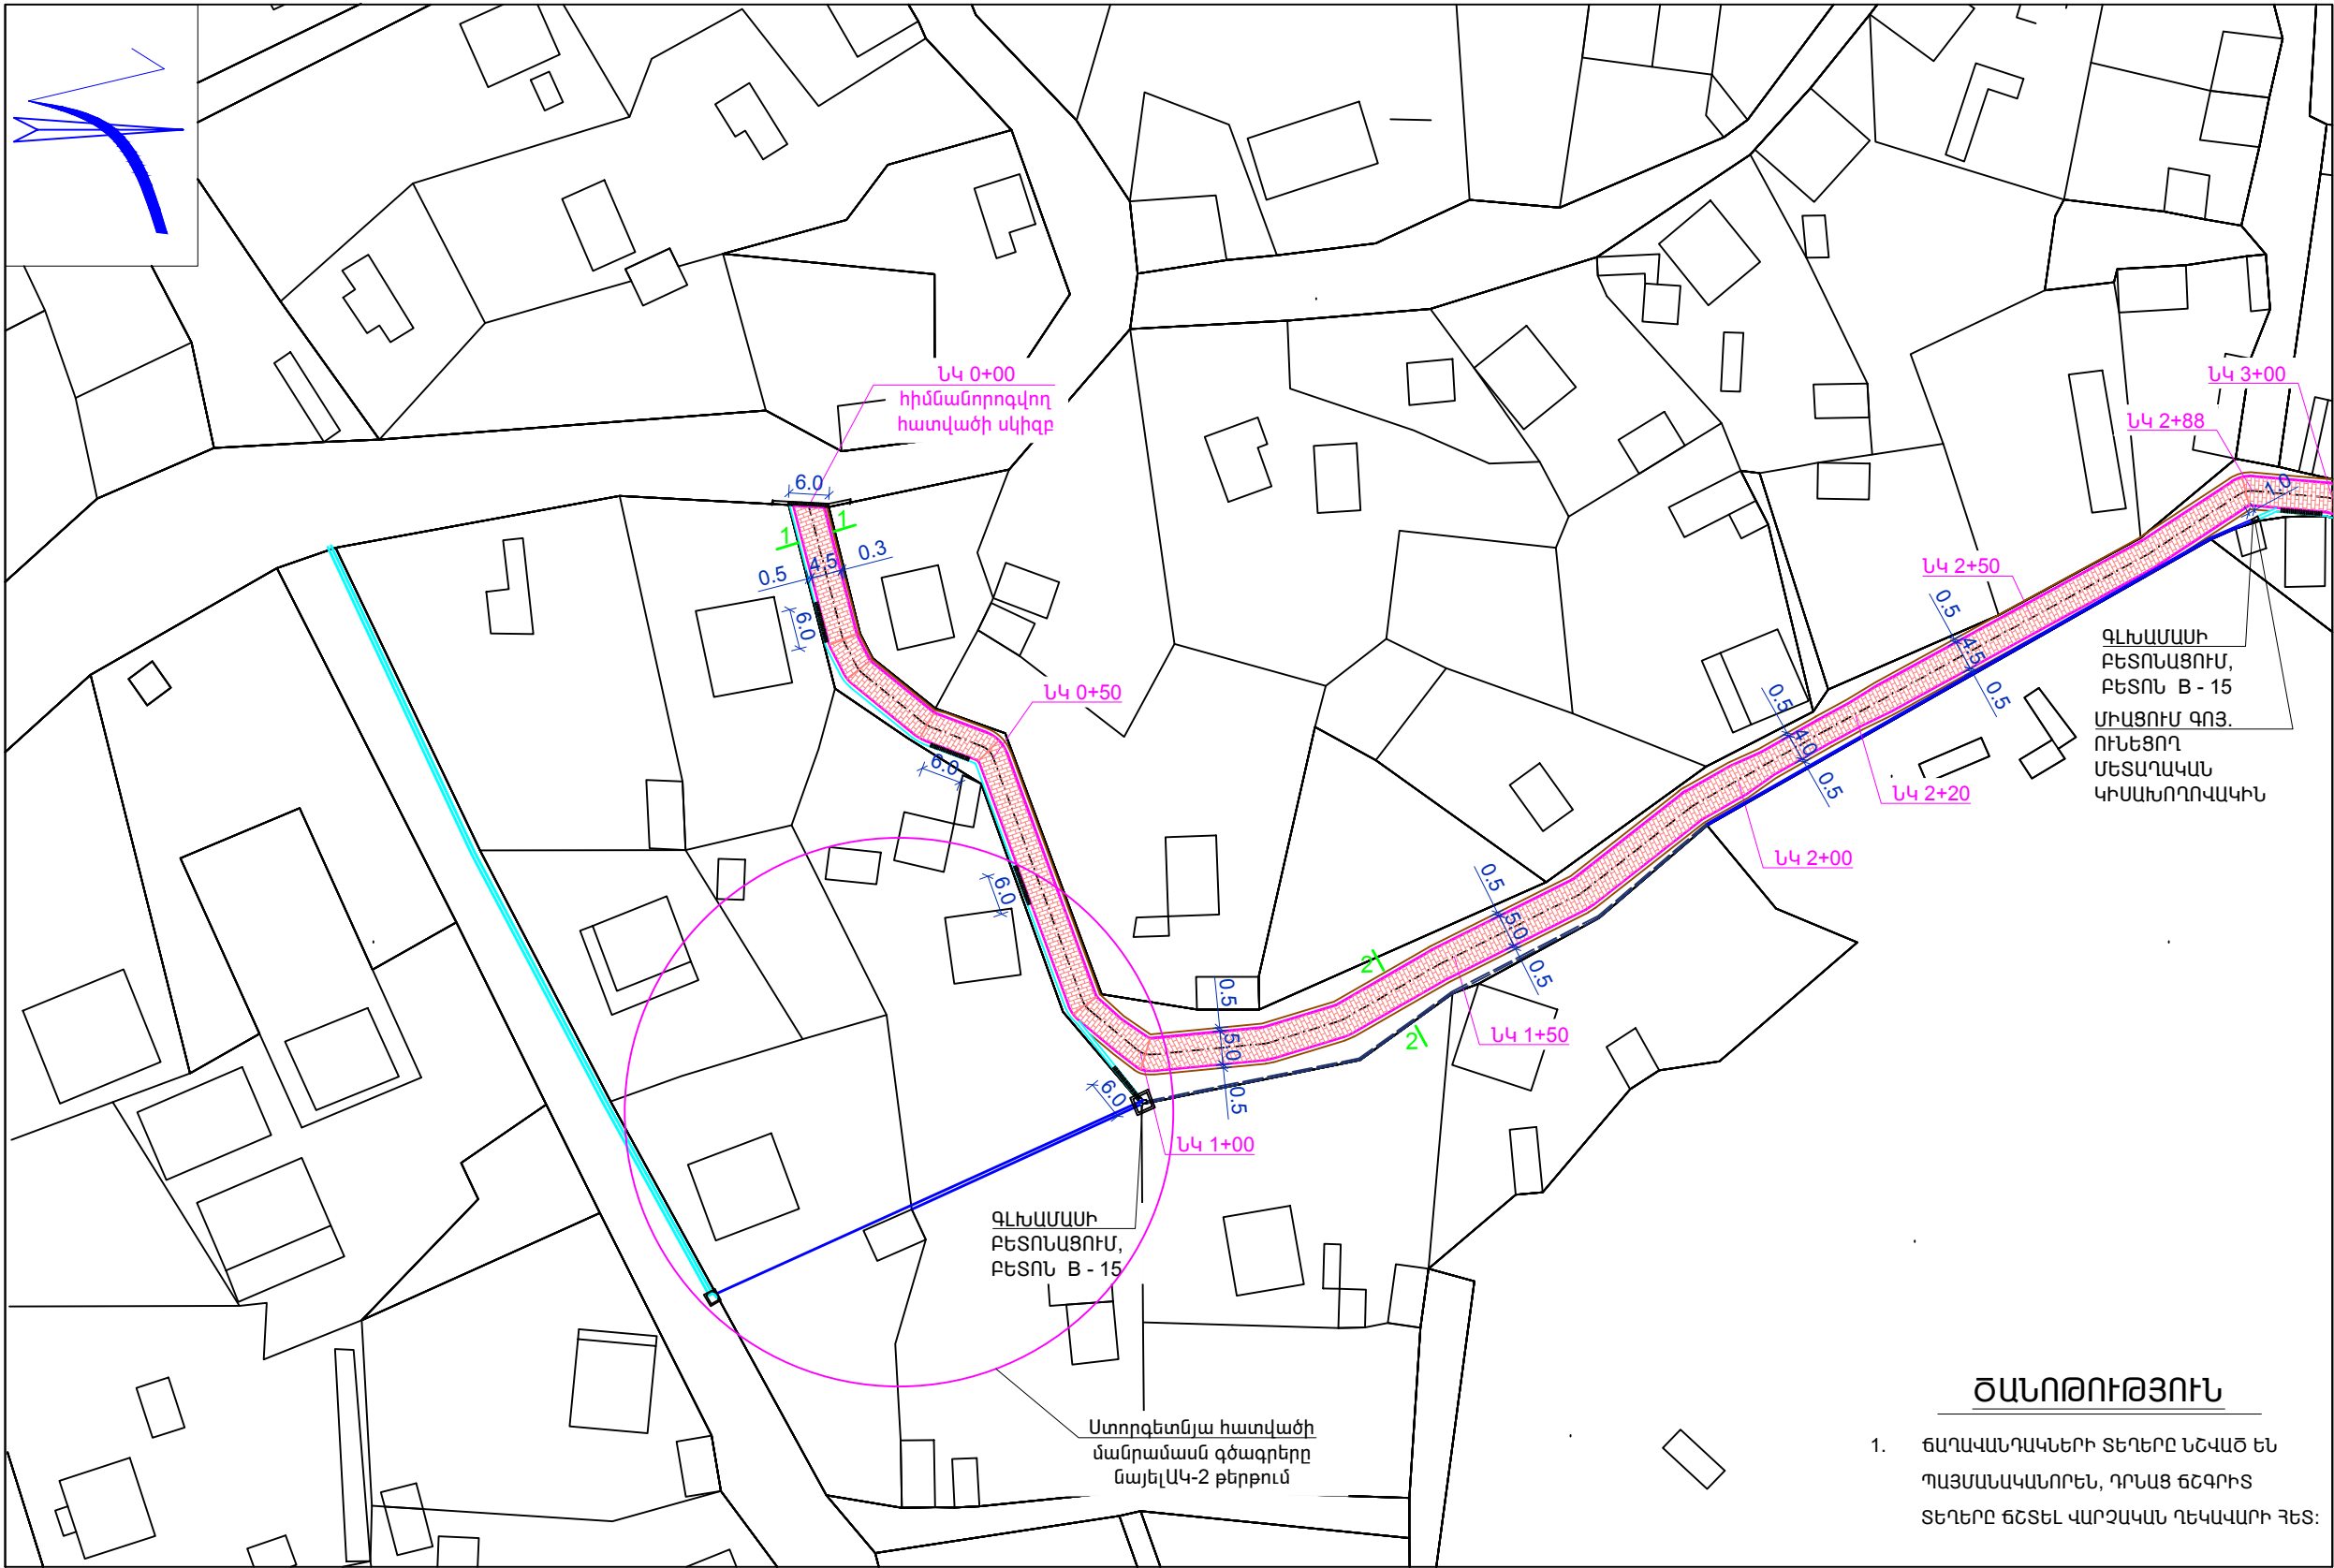 ՆԿ 0+00
հիմնանորոգվող
հատվածի սկիզբ
ՆԿ 3+00
ՆԿ 2+88
6.0
1.0
1
1
0.5
4.5
0.3
6.0
ՆԿ 2+50
0.5
4.5
0.5
ԳԼԽԱՄԱՍԻ
ԲԵՏՈՆԱՑՈՒՄ,
ԲԵՏՈՆ B - 15
ՄԻԱՑՈՒՄ ԳՈՅ.
ՈՒՆԵՑՈՂ
ՄԵՏԱՂԱԿԱՆ
ԿԻՍԱԽՈՂՈՎԱԿԻՆ
ՆԿ 0+50
6.0
0.5
4.0
0.5
ՆԿ 2+20
ՆԿ 2+00
6.0
0.5
5.0
0.5
2
2
ՆԿ 1+50
0.5
5.0
0.5
6.0
ՆԿ 1+00
ԳԼԽԱՄԱՍԻ
ԲԵՏՈՆԱՑՈՒՄ,
ԲԵՏՈՆ B - 15
Ստորգետնյա հատվածի
մանրամասն գծագրերը
նայել ԱԿ-2 թերթում
ԾԱՆՈԹՈՒԹՅՈՒՆ
1. ՃԱՂԱՎԱՆԴԱԿՆԵՐԻ ՏԵՂԵՐԸ ՆՇՎԱԾ ԵՆ
ՊԱՅՄԱՆԱԿԱՆՈՐԵՆ, ԴՐՆԱՑ ՃՇԳՐԻՏ
ՏԵՂԵՐԸ ՃՇՏԵԼ ՎԱՐՉԱԿԱՆ ՂԵԿԱՎԱՐԻ ՀԵՏ: